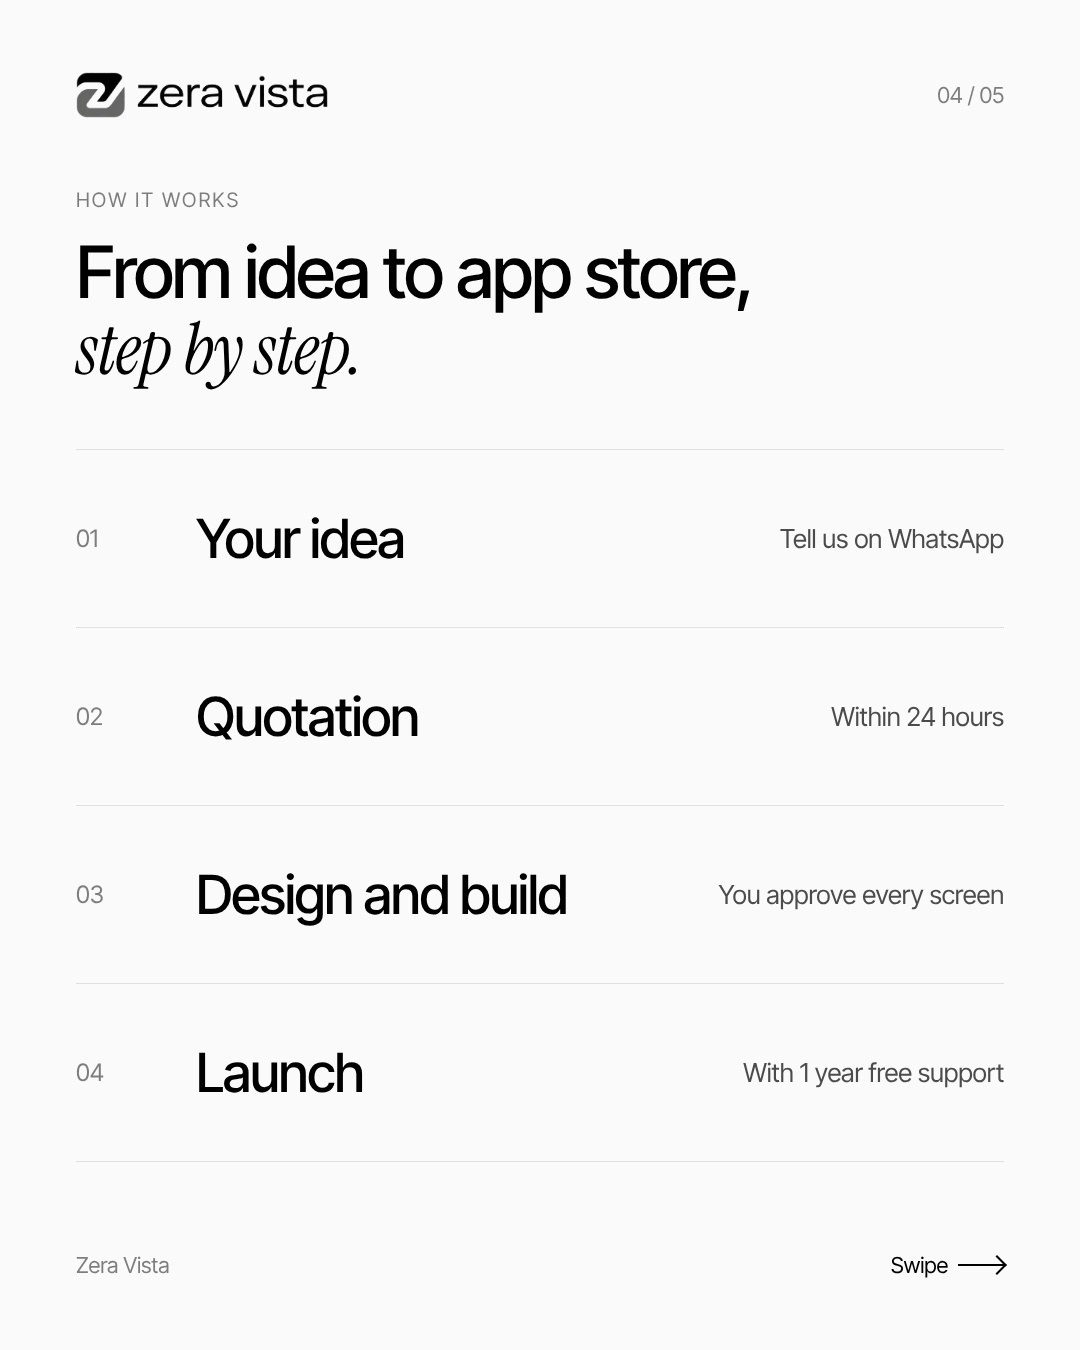 zera vista
04 / 05
HOW IT WORKS
From idea to app store,
step by step.
01 Your idea Tell us on WhatsApp
02 Quotation Within 24 hours
03 Design and build You approve every screen
04 Launch With 1 year free support
Zera Vista
Swipe